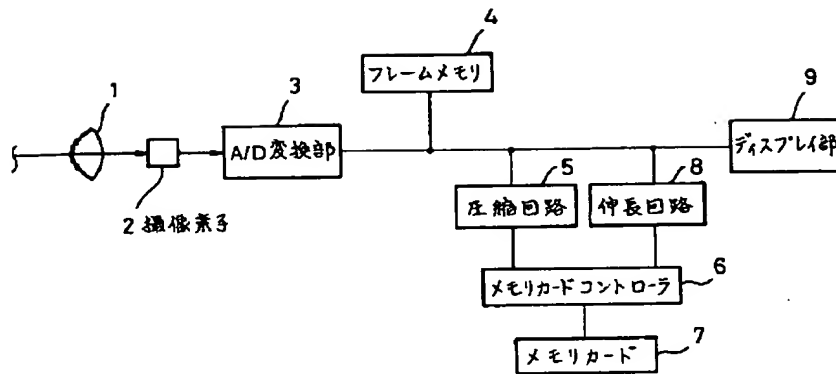 4
フレームメモリ
1
3
9
A/D変換部
ディスプレイ部
2 撮像素子
5
8
圧縮回路
伸長回路
6
メモリカードコントローラ
7
メモリカード